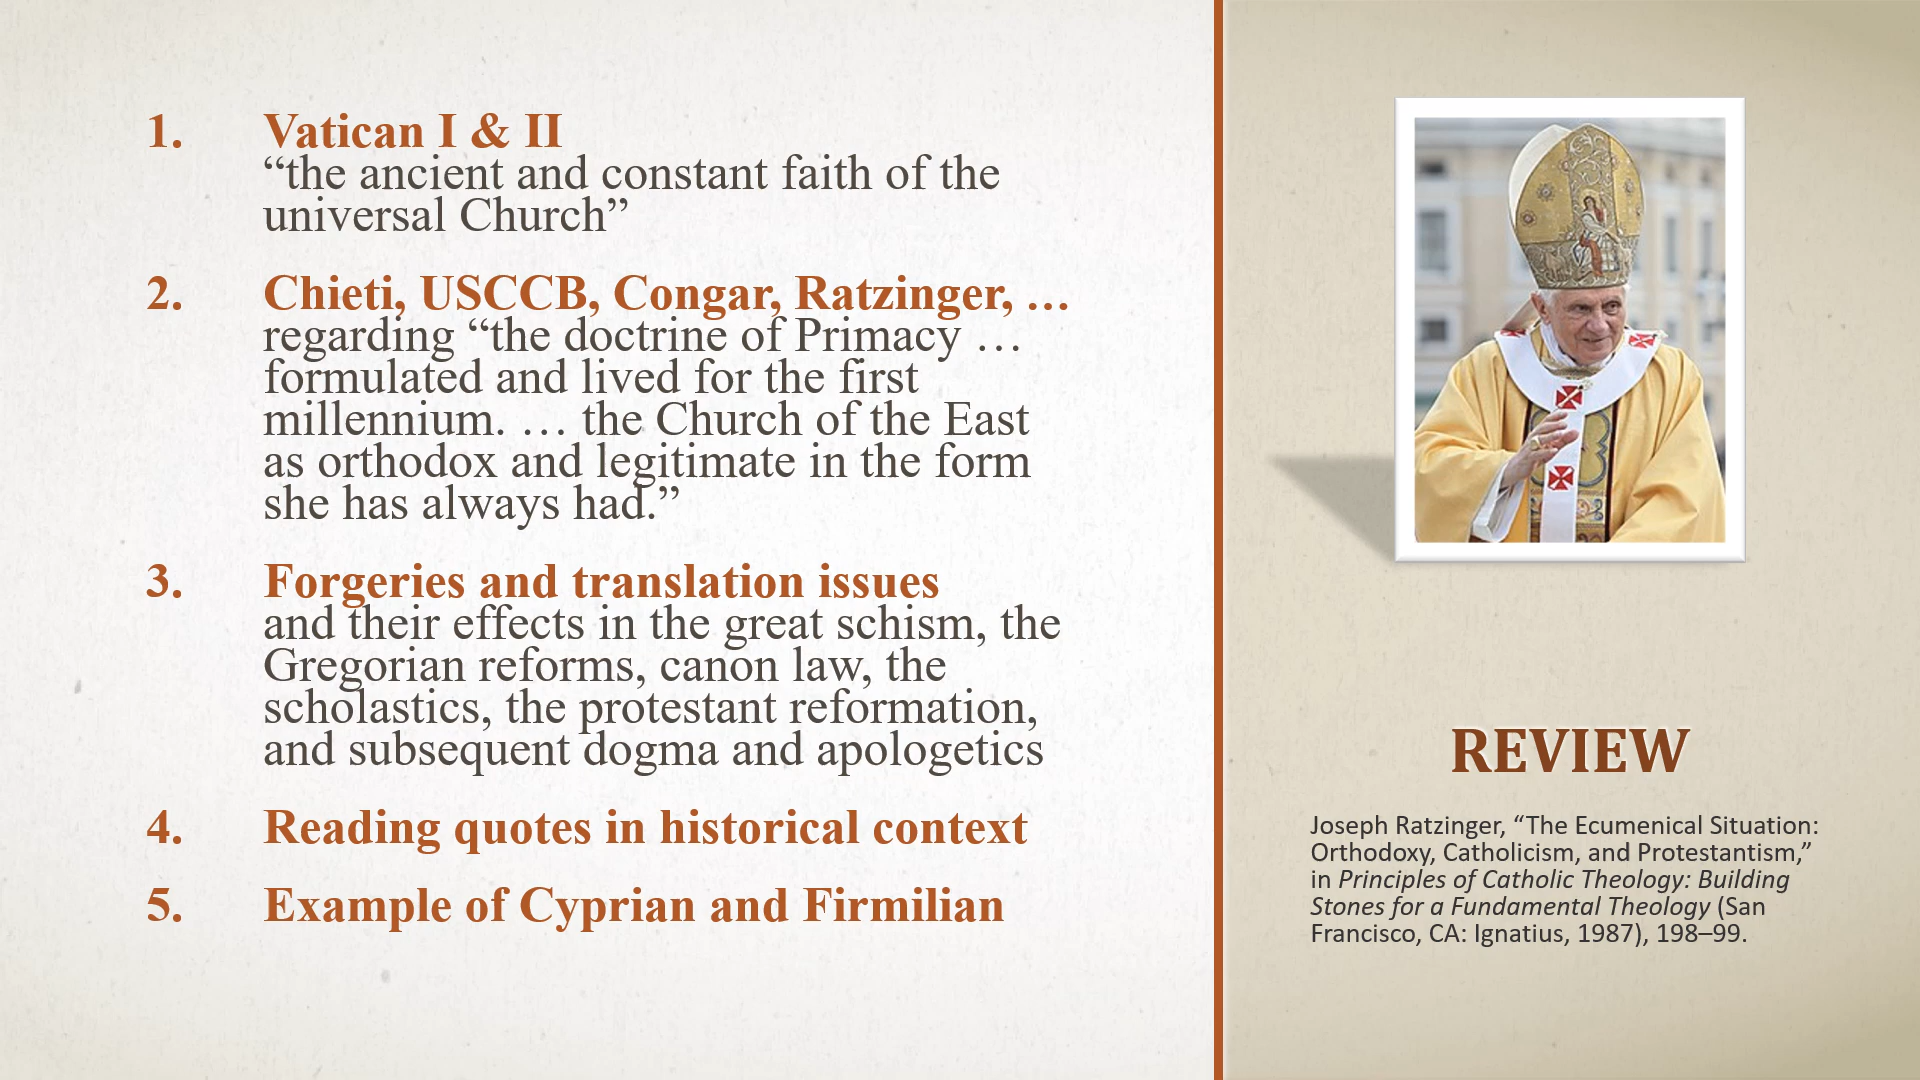 1. Vatican I & II
“the ancient and constant faith of the
universal Church”
2. Chieti, USCCB, Congar, Ratzinger, …
regarding “the doctrine of Primacy …
formulated and lived for the first
millennium. … the Church of the East
as orthodox and legitimate in the form
she has always had.”
3. Forgeries and translation issues
and their effects in the great schism, the
Gregorian reforms, canon law, the
scholastics, the protestant reformation,
and subsequent dogma and apologetics
4. Reading quotes in historical context
5. Example of Cyprian and Firmilian
REVIEW
Joseph Ratzinger, “The Ecumenical Situation:
Orthodoxy, Catholicism, and Protestantism,”
in Principles of Catholic Theology: Building
Stones for a Fundamental Theology (San
Francisco, CA: Ignatius, 1987), 198–99.